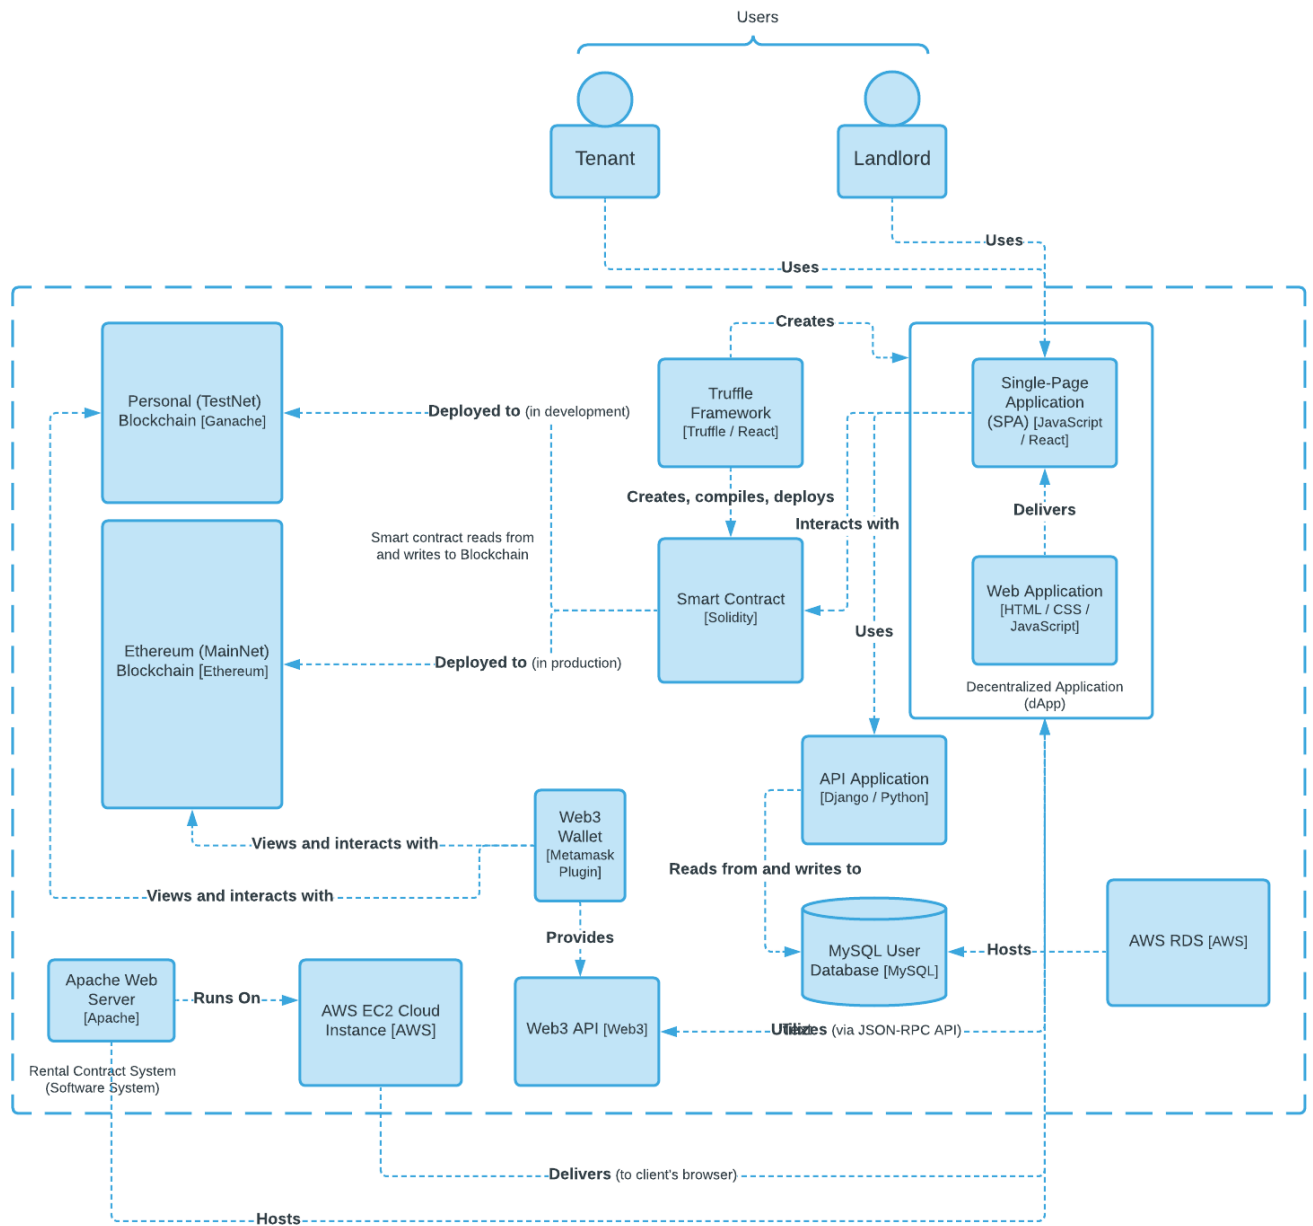 Users
Tenant
Landlord
Uses
Uses
Creates
Personal (TestNet)
Blockchain [Ganache]
Deployed to (in development)
Truffle
Framework
[Truffle / React]
Single-Page
Application
(SPA) [JavaScript
/ React]
Creates, compiles, deploys
Interacts with
Delivers
Smart contract reads from
and writes to Blockchain
Smart Contract
[Solidity]
Web Application
[HTML / CSS /
JavaScript]
Uses
Ethereum (MainNet)
Blockchain [Ethereum]
Deployed to (in production)
Decentralized Application
(dApp)
API Application
[Django / Python]
Web3
Wallet
[Metamask
Plugin]
Views and interacts with
Reads from and writes to
Views and interacts with
Provides
MySQL User
Database [MySQL]
Hosts
AWS RDS [AWS]
Apache Web
Server
[Apache]
Runs On
AWS EC2 Cloud
Instance [AWS]
Web3 API [Web3]
Utilizes (via JSON-RPC API)
Rental Contract System
(Software System)
Delivers (to client's browser)
Hosts